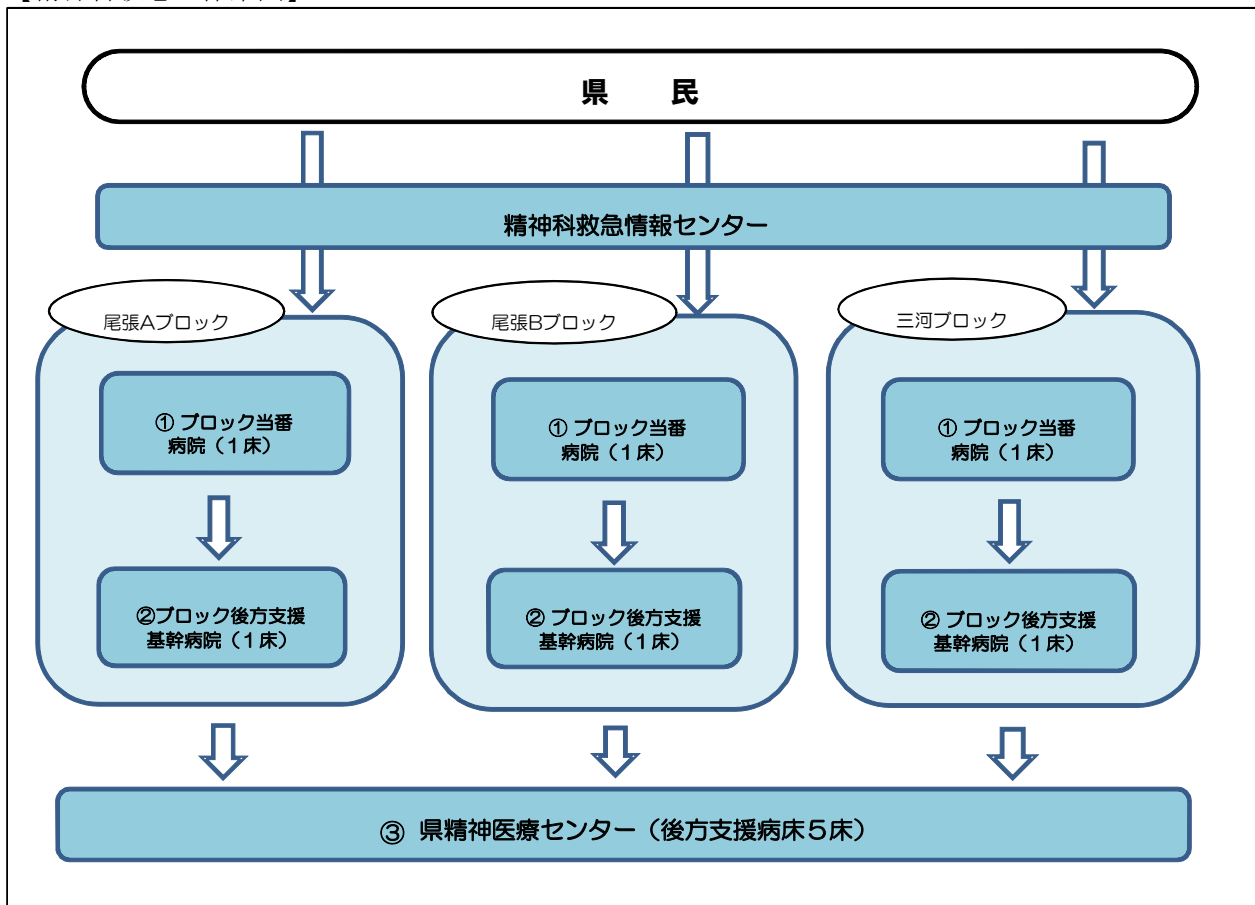 県　民
精神科救急情報センター
尾張Aブロック
① ブロック当番
病院（１床）
②ブロック後方支援
基幹病院（１床）
尾張Bブロック
① ブロック当番
病院（１床）
② ブロック後方支援
基幹病院（１床）
三河ブロック
① ブロック当番
病院（１床）
② ブロック後方支援
基幹病院（１床）
③ 県精神医療センター（後方支援病床５床）